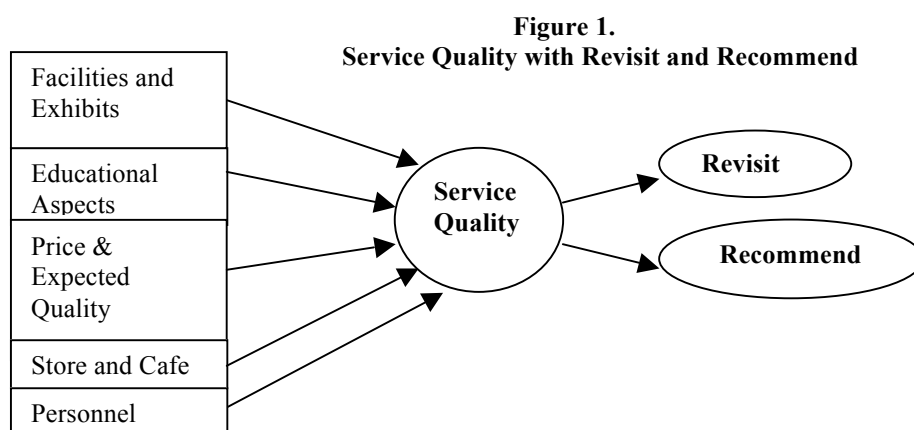 Figure 1.
Service Quality with Revisit and Recommend
Facilities and
Exhibits
Educational
Aspects
Price &
Expected
Quality
Store and Cafe
Personnel
Service
Quality
Revisit
Recommend